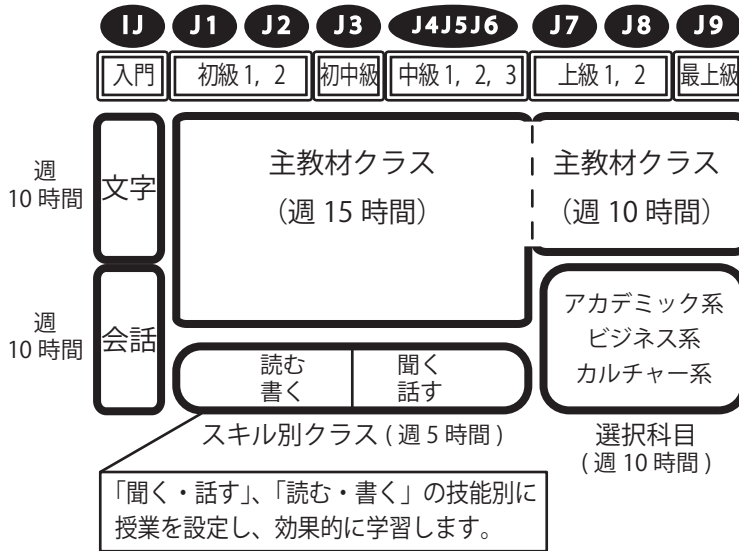 IJ J1 J2 J3 J4J5J6 J7 J8 J9
入門 初級1, 2 初中級 中級1, 2, 3 上級1, 2 最上級
週
10時間
文字
主教材クラス
(週15時間)
主教材クラス
(週10時間)
週
10時間
会話
アカデミック系
ビジネス系
カルチャー系
読む
書く
聞く
話す
スキル別クラス(週5時間)
選択科目
(週10時間)
「聞く・話す」、「読む・書く」の技能別に
授業を設定し、効果的に学習します。